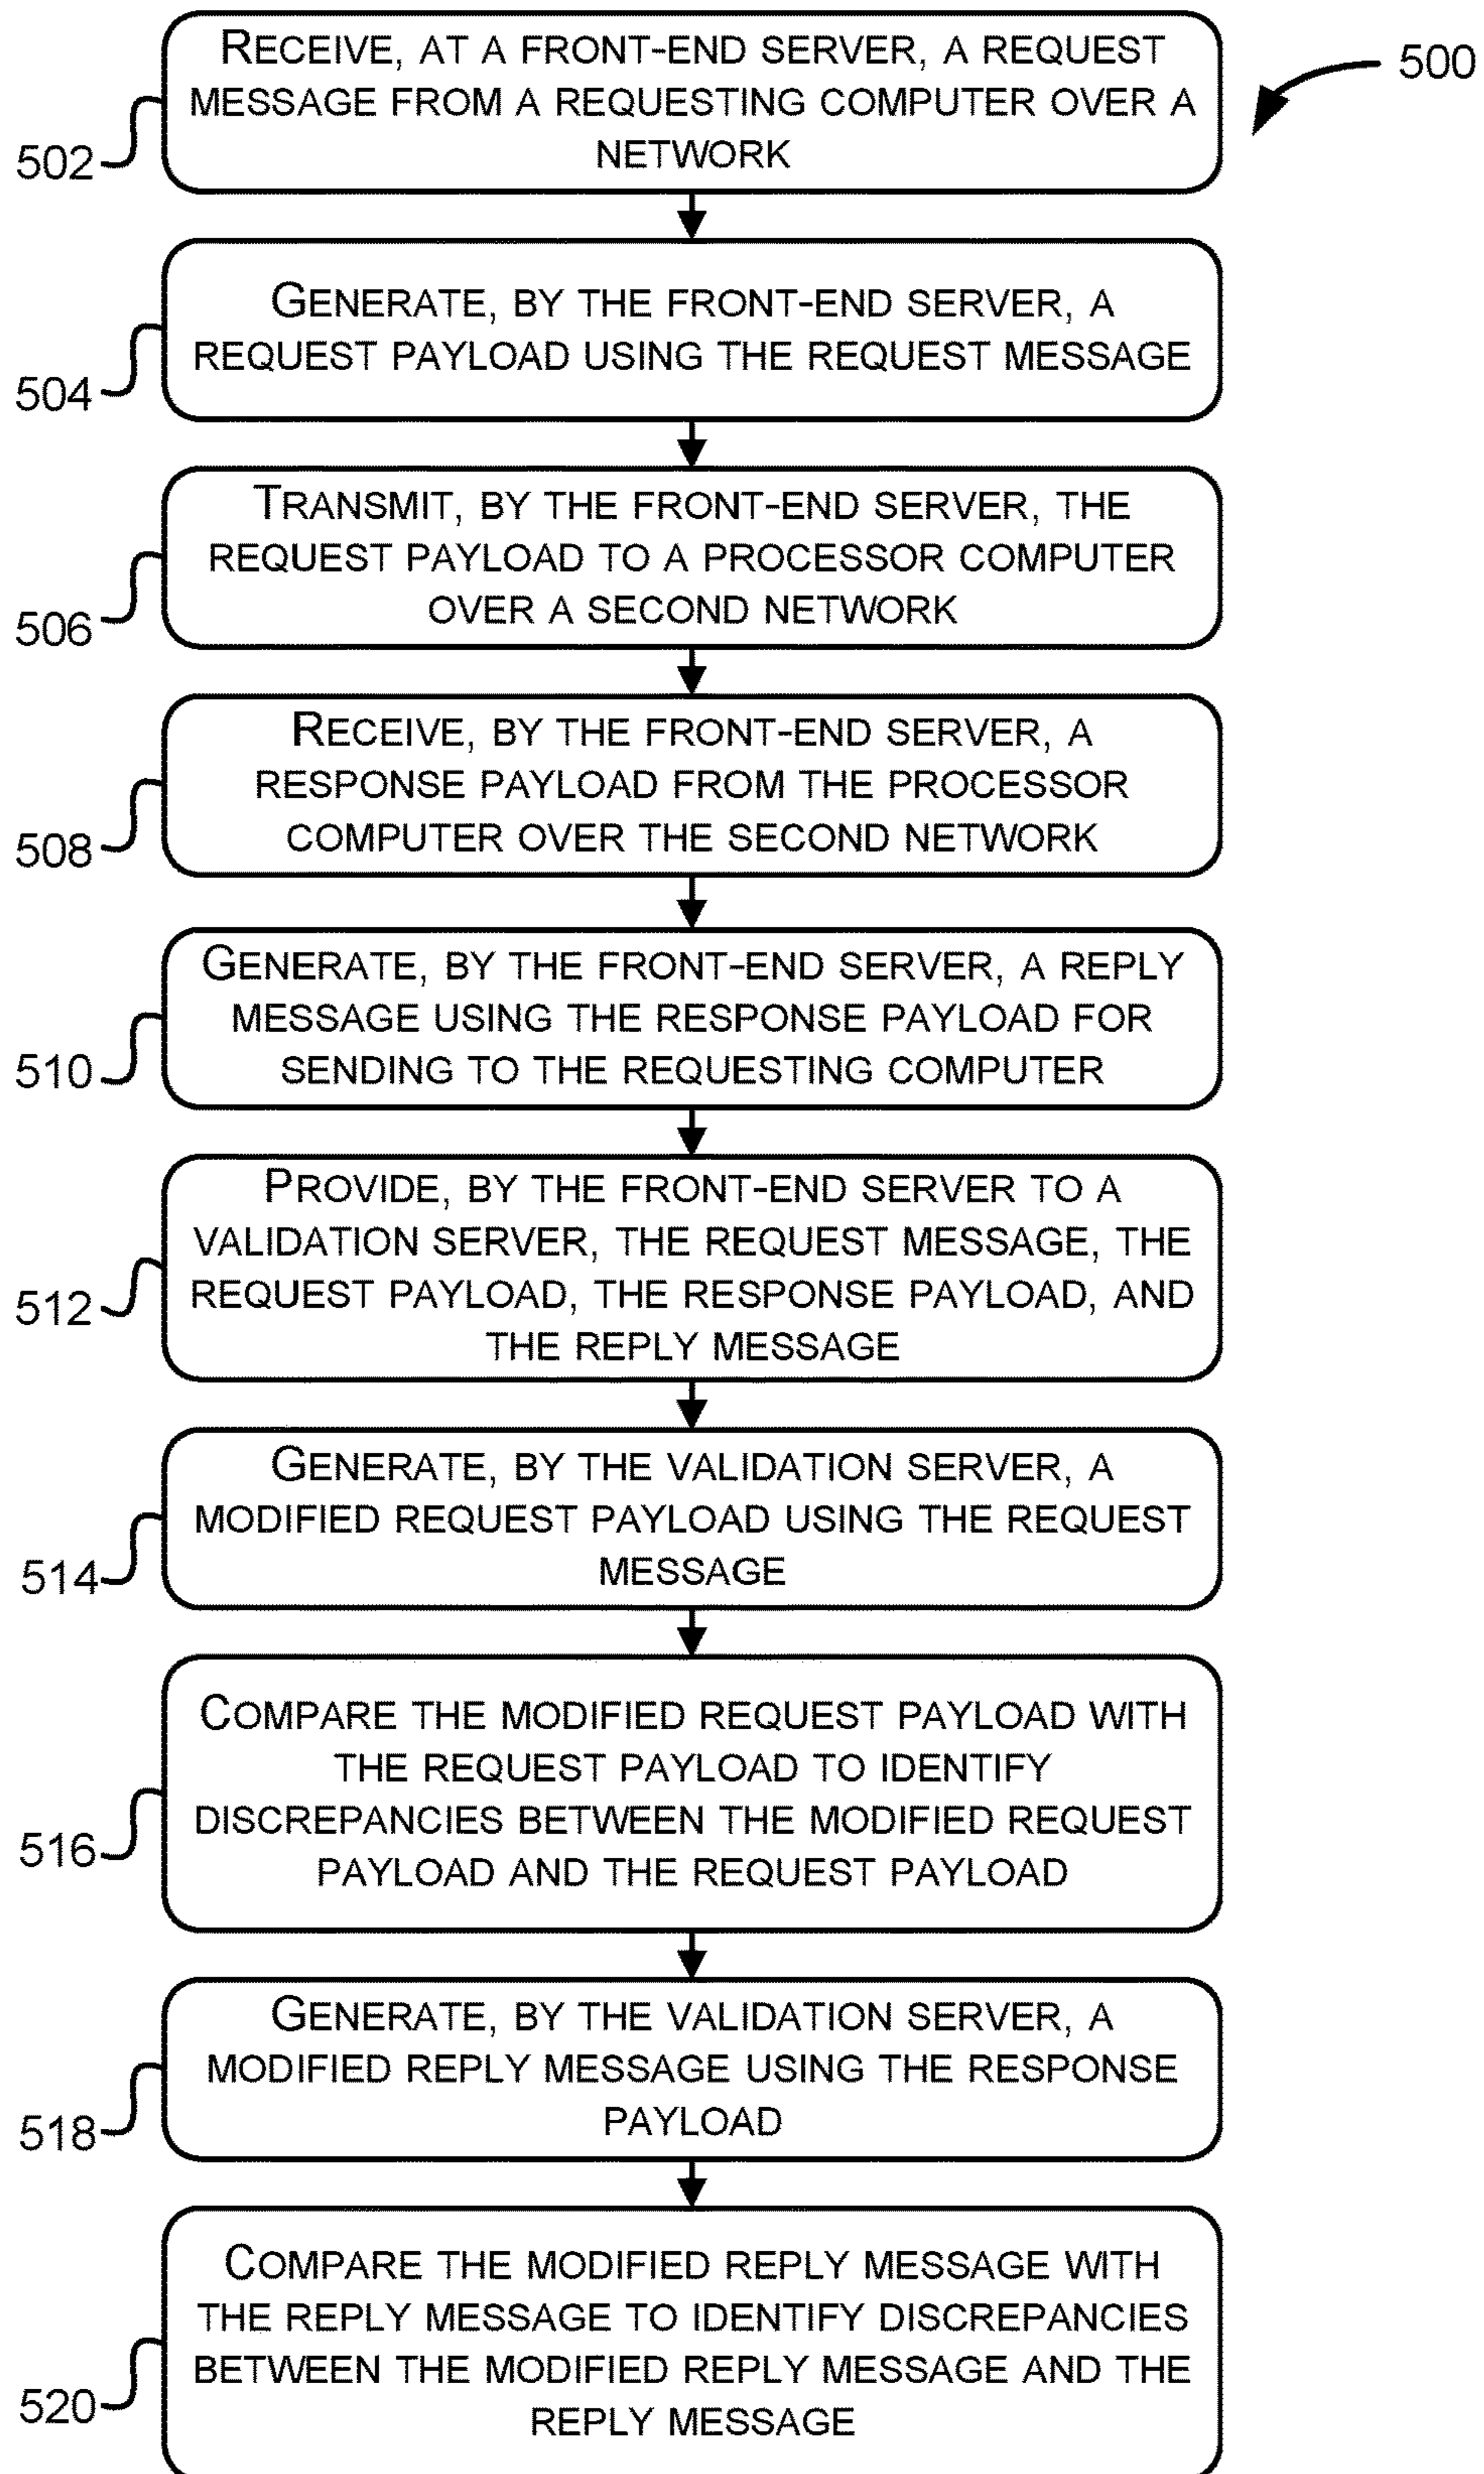 RECEIVE, AT A FRONT-END SERVER, A REQUEST
MESSAGE FROM A REQUESTING COMPUTER OVER A
NETWORK
500
502
GENERATE, BY THE FRONT-END SERVER, A
REQUEST PAYLOAD USING THE REQUEST MESSAGE
504
TRANSMIT, BY THE FRONT-END SERVER, THE
REQUEST PAYLOAD TO A PROCESSOR COMPUTER
OVER A SECOND NETWORK
506
RECEIVE, BY THE FRONT-END SERVER, A
RESPONSE PAYLOAD FROM THE PROCESSOR
COMPUTER OVER THE SECOND NETWORK
508
GENERATE, BY THE FRONT-END SERVER, A REPLY
MESSAGE USING THE RESPONSE PAYLOAD FOR
SENDING TO THE REQUESTING COMPUTER
510
PROVIDE, BY THE FRONT-END SERVER TO A
VALIDATION SERVER, THE REQUEST MESSAGE, THE
REQUEST PAYLOAD, THE RESPONSE PAYLOAD, AND
THE REPLY MESSAGE
512
GENERATE, BY THE VALIDATION SERVER, A
MODIFIED REQUEST PAYLOAD USING THE REQUEST
MESSAGE
514
COMPARE THE MODIFIED REQUEST PAYLOAD WITH
THE REQUEST PAYLOAD TO IDENTIFY
DISCREPANCIES BETWEEN THE MODIFIED REQUEST
PAYLOAD AND THE REQUEST PAYLOAD
516
GENERATE, BY THE VALIDATION SERVER, A
MODIFIED REPLY MESSAGE USING THE RESPONSE
PAYLOAD
518
COMPARE THE MODIFIED REPLY MESSAGE WITH
THE REPLY MESSAGE TO IDENTIFY DISCREPANCIES
BETWEEN THE MODIFIED REPLY MESSAGE AND THE
REPLY MESSAGE
520